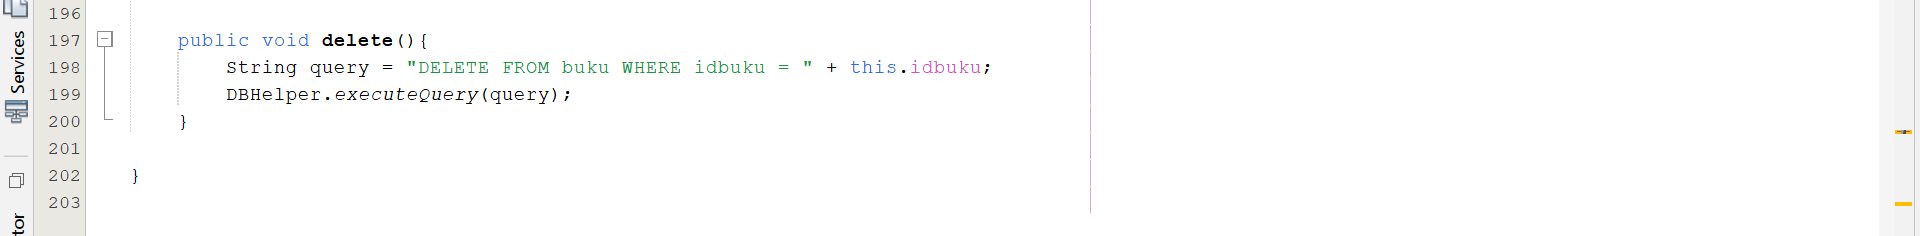 196
197 public void delete(){
198 String query = "DELETE FROM buku WHERE idbuku = " + this.idbuku;
199 DBHelper.executeQuery(query);
200 }
201
202 }
203
Services
tor